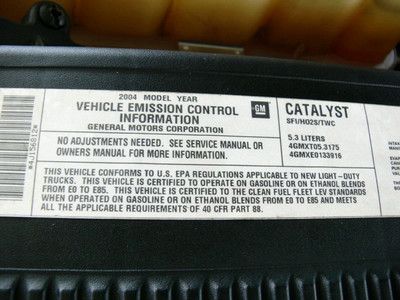 2004 MODEL YEAR
VEHICLE EMISSION CONTROL
INFORMATION
GENERAL MOTORS CORPORATION
GM
CATALYST
SFI/HO2S/TWC
NO ADJUSTMENTS NEEDED. SEE SERVICE MANUAL OR
OWNERS MANUAL FOR MORE INFORMATION.
5.3 LITERS
4GMXT05.3175
4GMXE0133916
THIS VEHICLE CONFORMS TO U.S. EPA REGULATIONS APPLICABLE TO NEW LIGHT-DUTY
TRUCKS. THIS VEHICLE IS CERTIFIED TO OPERATE ON GASOLINE OR ON ETHANOL BLENDS
FROM E0 TO E85. THIS VEHICLE IS CERTIFIED TO THE CLEAN FUEL FLEET LEV STANDARDS
WHEN OPERATED ON GASOLINE OR ON ETHANOL BLENDS FROM E0 TO E85 AND MEETS
ALL THE APPLICABLE REQUIREMENTS OF 40 CFR PART 88.